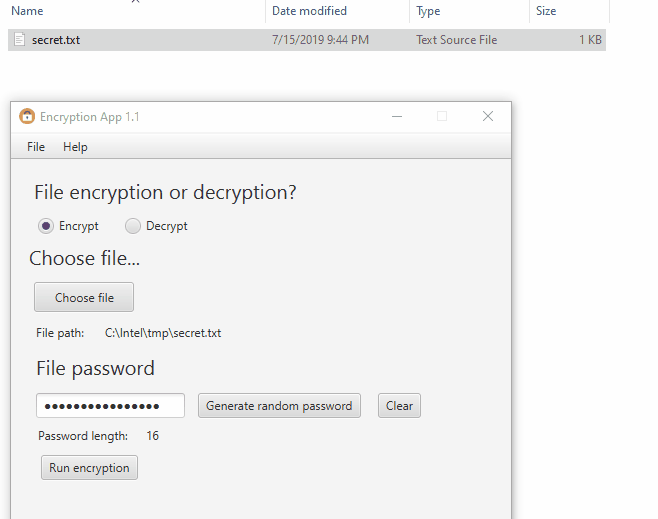 Name Date modified Type Size
secret.txt 7/15/2019 9:44 PM Text Source File 1 KB
Encryption App 1.1
File Help
File encryption or decryption?
Encrypt Decrypt
Choose file...
Choose file
File path: C:\Intel\tmp\secret.txt
File password
●●●●●●●●●●●●●●●● Generate random password Clear
Password length: 16
Run encryption